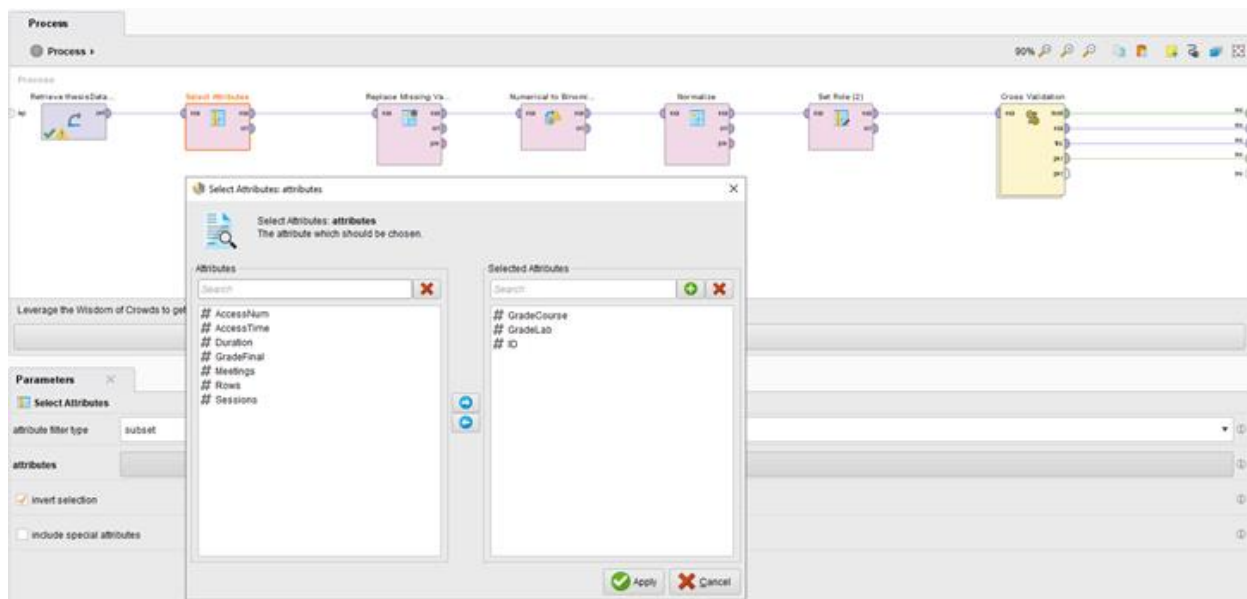 Process
Process
90%
Process
Retrieve thesisData...
Select Attributes
Replace Missing Va...
Numerical to Binomi...
Normalize
Set Role (2)
Cross Validation
Select Attributes: attributes
Select Attributes: attributes
The attribute which should be chosen.
Attributes
Selected Attributes
Search
Search
# AccessNum
# AccessTime
# Duration
# GradeFinal
# Meetings
# Rows
# Sessions
# GradeCourse
# GradeLab
# ID
Leverage the Wisdom of Crowds to get
Parameters
Select Attributes
attribute filter type
subset
attributes
invert selection
include special attributes
Apply
Cancel